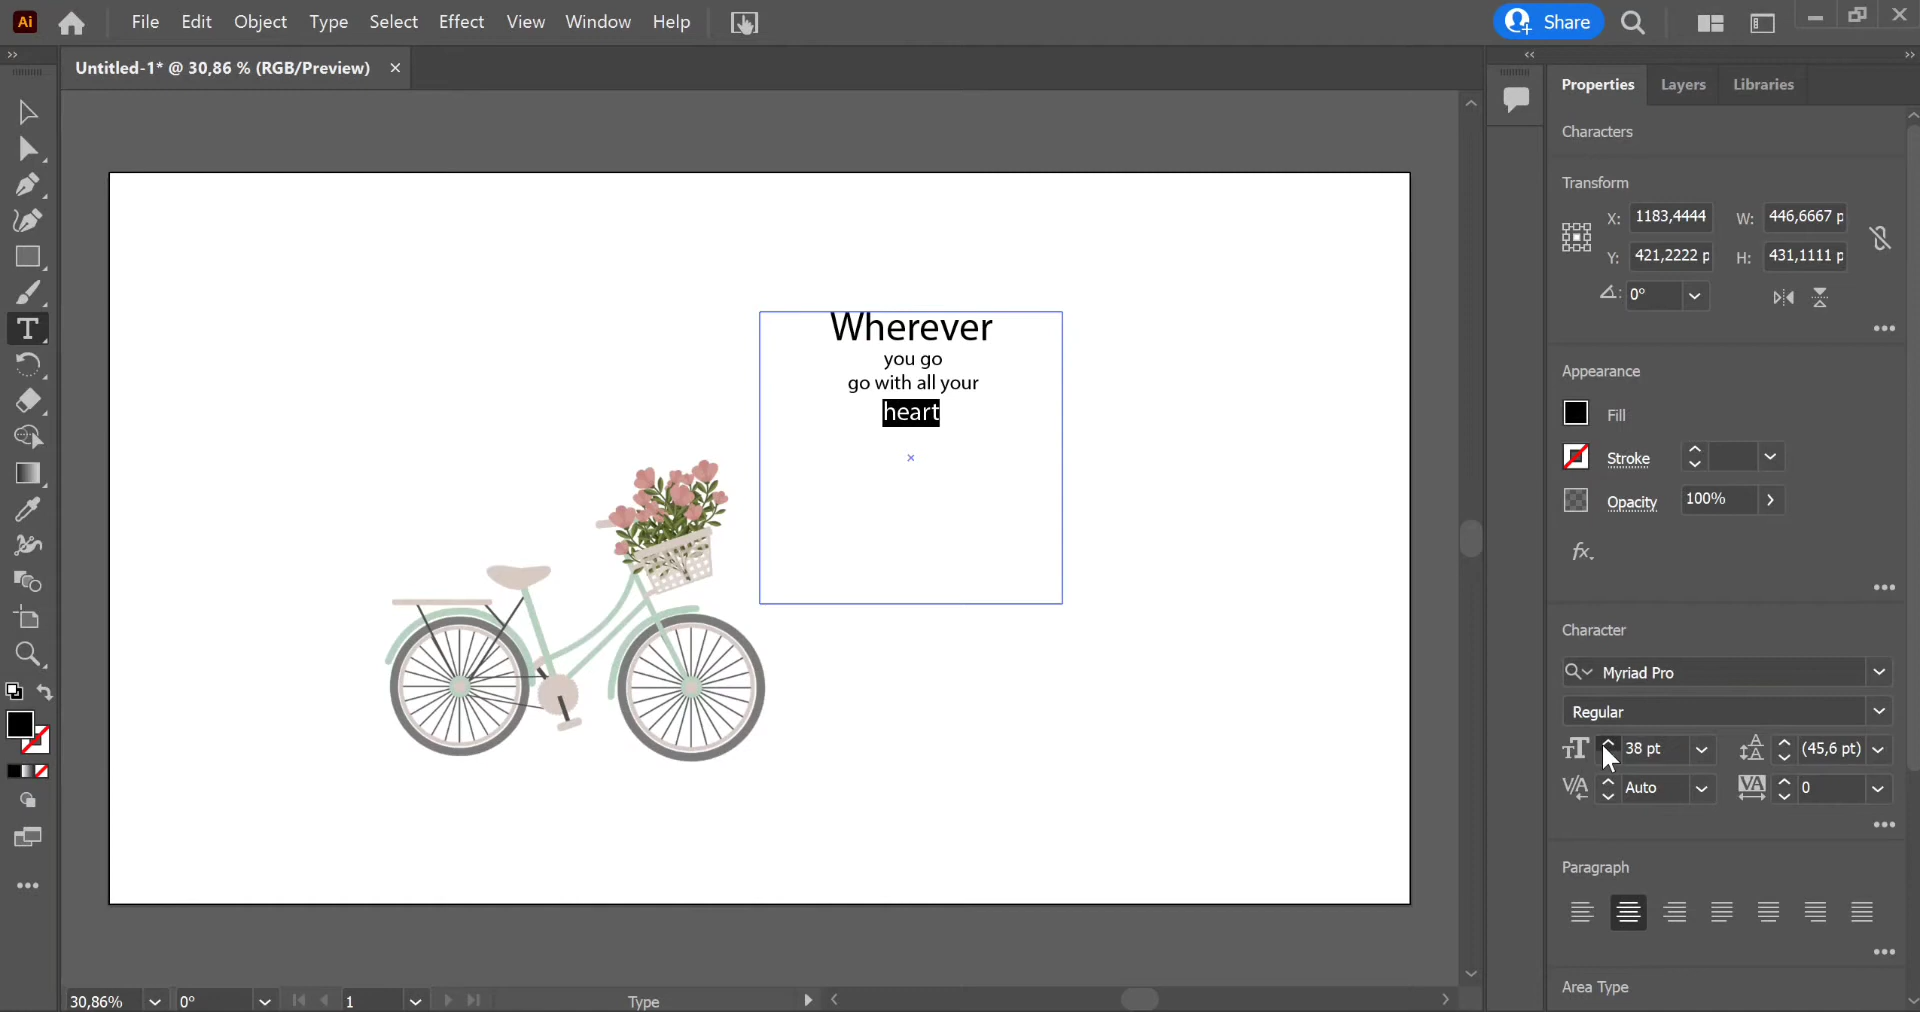 Ai File Edit Object Type Select Effect View Window Help Share
Untitled-1* @ 30,86 % (RGB/Preview) ×
Properties Layers Libraries
Characters
Transform
X: 1183,4444 W: 446,6667 p
Y: 421,2222 p H: 431,1111 p
0°
Wherever
you go
go with all your
heart
Appearance
Fill
Stroke
Opacity 100%
fx.
Character
Myriad Pro
Regular
38 pt (45,6 pt)
Auto 0
Paragraph
Area Type
30,86% 0° 1 Type